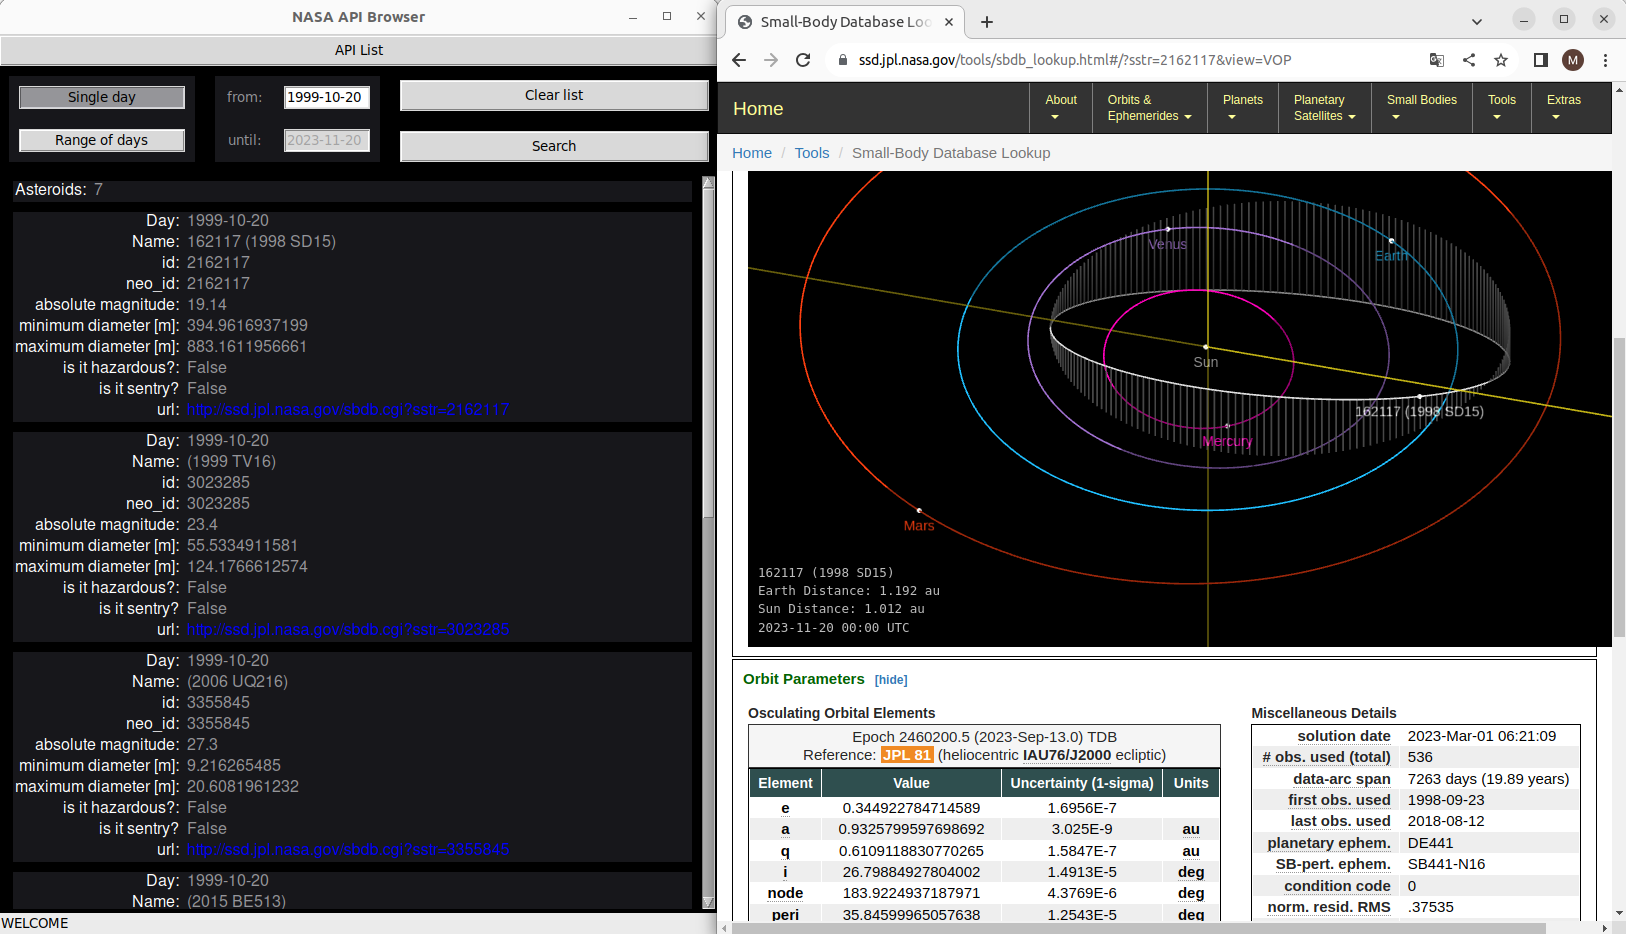 NASA API Browser
API List
Single day
from:
1999-10-20
Clear list
Range of days
until:
2023-11-20
Search
Asteroids: 7
Day: 1999-10-20
Name: 162117 (1998 SD15)
id: 2162117
neo_id: 2162117
absolute magnitude: 19.14
minimum diameter [m]: 394.9616937199
maximum diameter [m]: 883.1611956661
is it hazardous?: False
is it sentry? False
url: http://ssd.jpl.nasa.gov/sbdb.cgi?sstr=2162117
Day: 1999-10-20
Name: (1999 TV16)
id: 3023285
neo_id: 3023285
absolute magnitude: 23.4
minimum diameter [m]: 55.5334911581
maximum diameter [m]: 124.1766612574
is it hazardous?: False
is it sentry? False
url: http://ssd.jpl.nasa.gov/sbdb.cgi?sstr=3023285
Day: 1999-10-20
Name: (2006 UQ216)
id: 3355845
neo_id: 3355845
absolute magnitude: 27.3
minimum diameter [m]: 9.216265485
maximum diameter [m]: 20.6081961232
is it hazardous?: False
is it sentry? False
url: http://ssd.jpl.nasa.gov/sbdb.cgi?sstr=3355845
Day: 1999-10-20
Name: (2015 BE513)
WELCOME
Small-Body Database Loo
ssd.jpl.nasa.gov/tools/sbdb_lookup.html#/?sstr=2162117&view=VOP
M
Home
About
Orbits &
Ephemerides
Planets
Planetary
Satellites
Small Bodies
Tools
Extras
Home / Tools / Small-Body Database Lookup
Venus
Earth
Sun
162117 (1998 SD15)
Mercury
Mars
162117 (1998 SD15)
Earth Distance: 1.192 au
Sun Distance: 1.012 au
2023-11-20 00:00 UTC
Orbit Parameters [hide]
Osculating Orbital Elements
Epoch 2460200.5 (2023-Sep-13.0) TDB
Reference: JPL 81 (heliocentric IAU76/J2000 ecliptic)
Element Value Uncertainty (1-sigma) Units
e 0.344922784714589 1.6956E-7
a 0.9325799597698692 3.025E-9 au
q 0.6109118830770265 1.5847E-7 au
i 26.79884927804002 1.4913E-5 deg
node 183.9224937187971 4.3769E-6 deg
peri 35.84599965057638 1.2543E-5 deg
Miscellaneous Details
solution date 2023-Mar-01 06:21:09
# obs. used (total) 536
data-arc span 7263 days (19.89 years)
first obs. used 1998-09-23
last obs. used 2018-08-12
planetary ephem. DE441
SB-pert. ephem. SB441-N16
condition code 0
norm. resid. RMS .37535